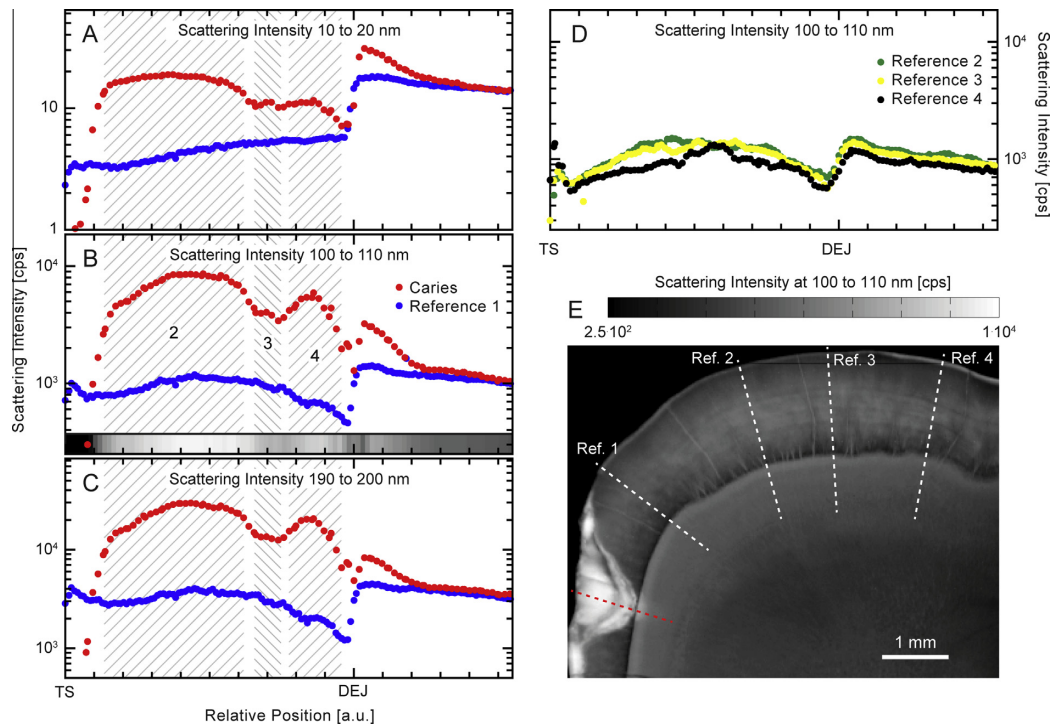 A
Scattering Intensity 10 to 20 nm
10
1
B
Scattering Intensity 100 to 110 nm
10⁴
10³
Caries
Reference 1
2
3
4
C
Scattering Intensity 190 to 200 nm
10⁴
10³
TS
DEJ
Relative Position [a.u.]
Scattering Intensity [cps]
D
Scattering Intensity 100 to 110 nm
Reference 2
Reference 3
Reference 4
10⁴
10³
Scattering Intensity [cps]
TS
DEJ
Scattering Intensity at 100 to 110 nm [cps]
E
2.5·10²
1·10⁴
Ref. 2
Ref. 3
Ref. 4
Ref. 1
1 mm